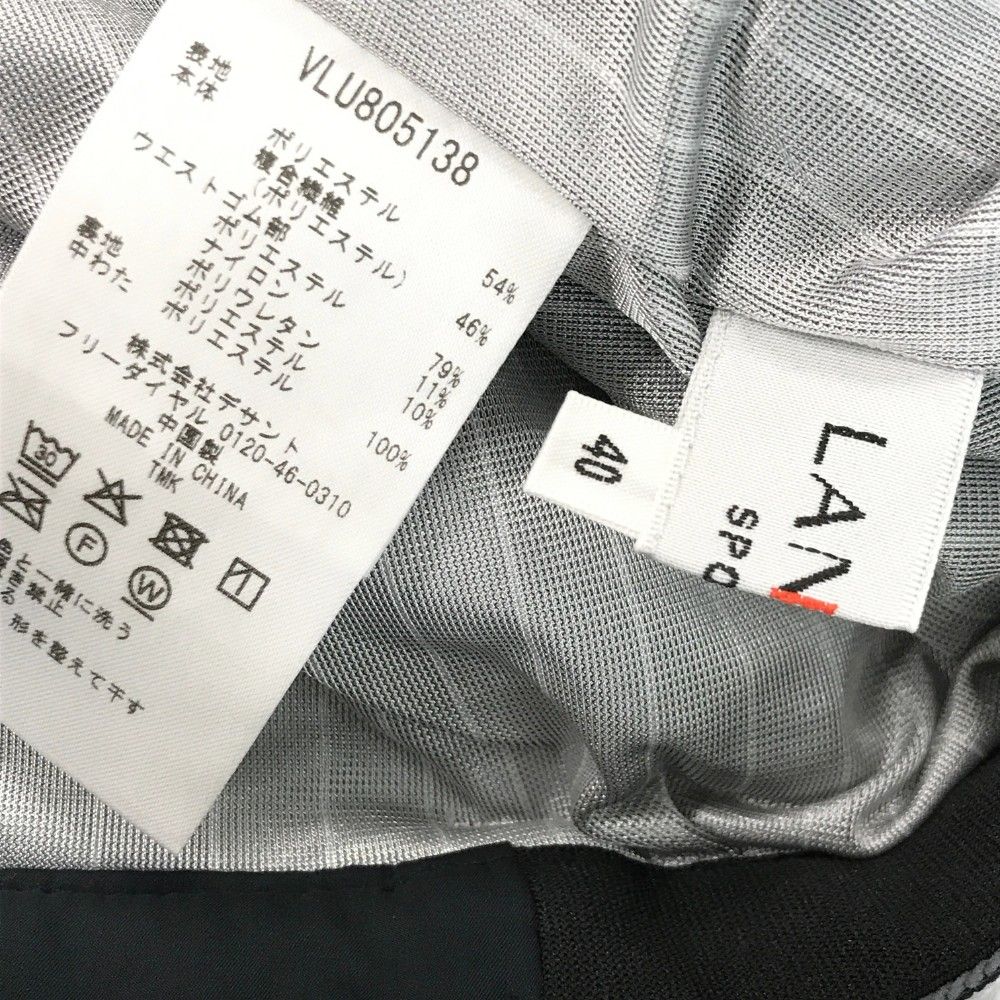 VLU805138
表地
本体
ポリエステル 54%
複合繊維
(ポリエステル) 46%
ウエストゴム部
ポリエステル 79%
ナイロン 11%
ポリウレタン 10%
裏地 ポリエステル 100%
中わた ポリエステル
株式会社デサント
フリーダイヤル 0120-46-0310
中国製
MADE IN CHINA
TMK
30
F
W
と一緒に洗う
禁止
形を整えて干す
40
LAN
SPO